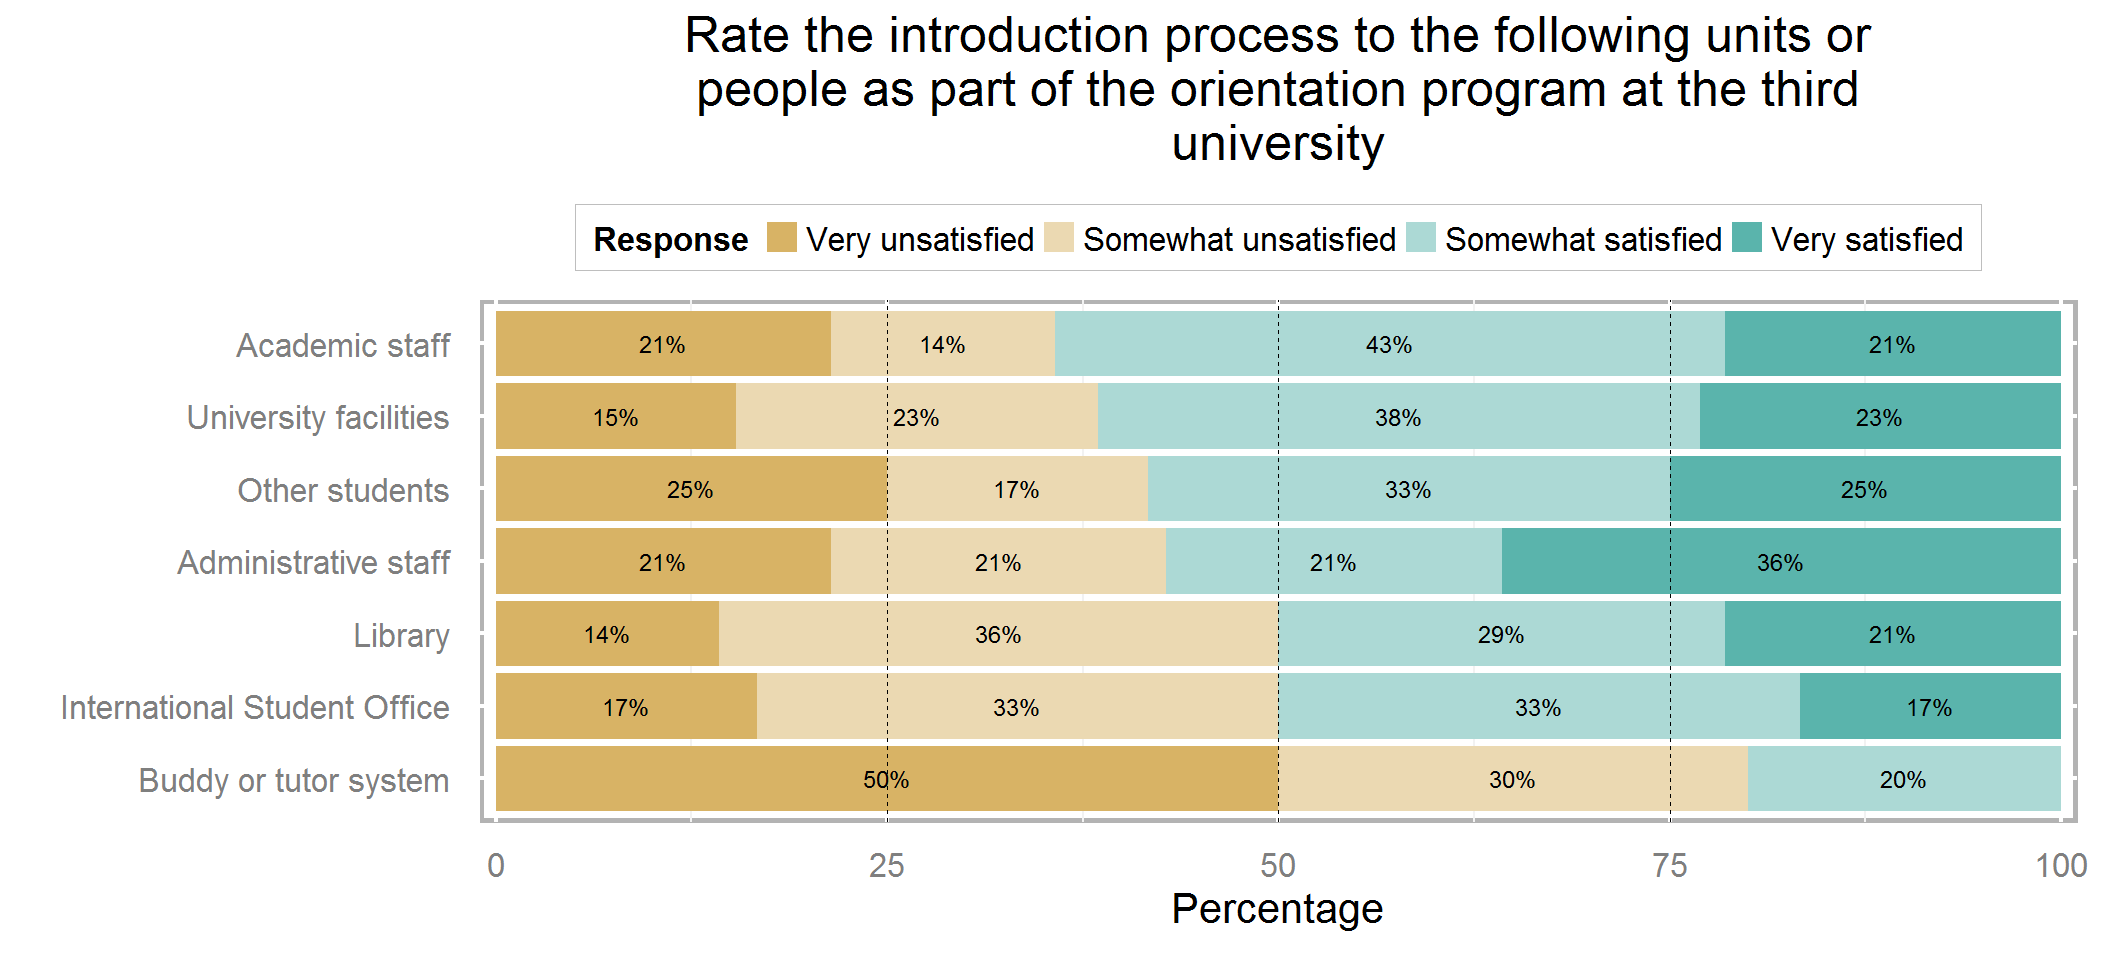 Rate the introduction process to the following units or
people as part of the orientation program at the third
university
Response Very unsatisfied Somewhat unsatisfied Somewhat satisfied Very satisfied
Academic staff 21% 14% 43% 21%
University facilities 15% 23% 38% 23%
Other students 25% 17% 33% 25%
Administrative staff 21% 21% 21% 36%
Library 14% 36% 29% 21%
International Student Office 17% 33% 33% 17%
Buddy or tutor system 50% 30% 20%
0 25 50 75 100
Percentage